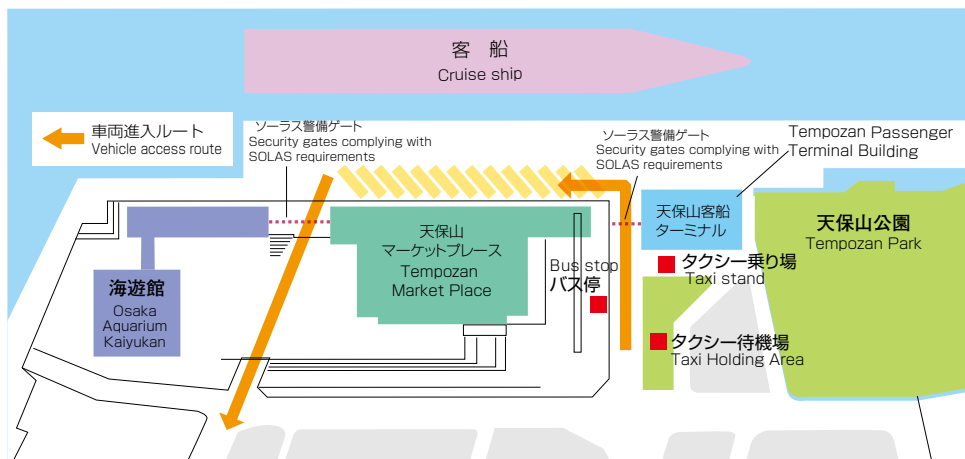 客 船
Cruise ship
車両進入ルート
Vehicle access route
ソーラス警備ゲート
Security gates complying with
SOLAS requirements
ソーラス警備ゲート
Security gates complying with
SOLAS requirements
Tempozan Passenger
Terminal Building
天保山客船
ターミナル
天保山公園
Tempozan Park
天保山
マーケットプレース
Tempozan
Market Place
Bus stop
バス停
タクシー乗り場
Taxi stand
海遊館
Osaka
Aquarium
Kaiyukan
タクシー待機場
Taxi Holding Area